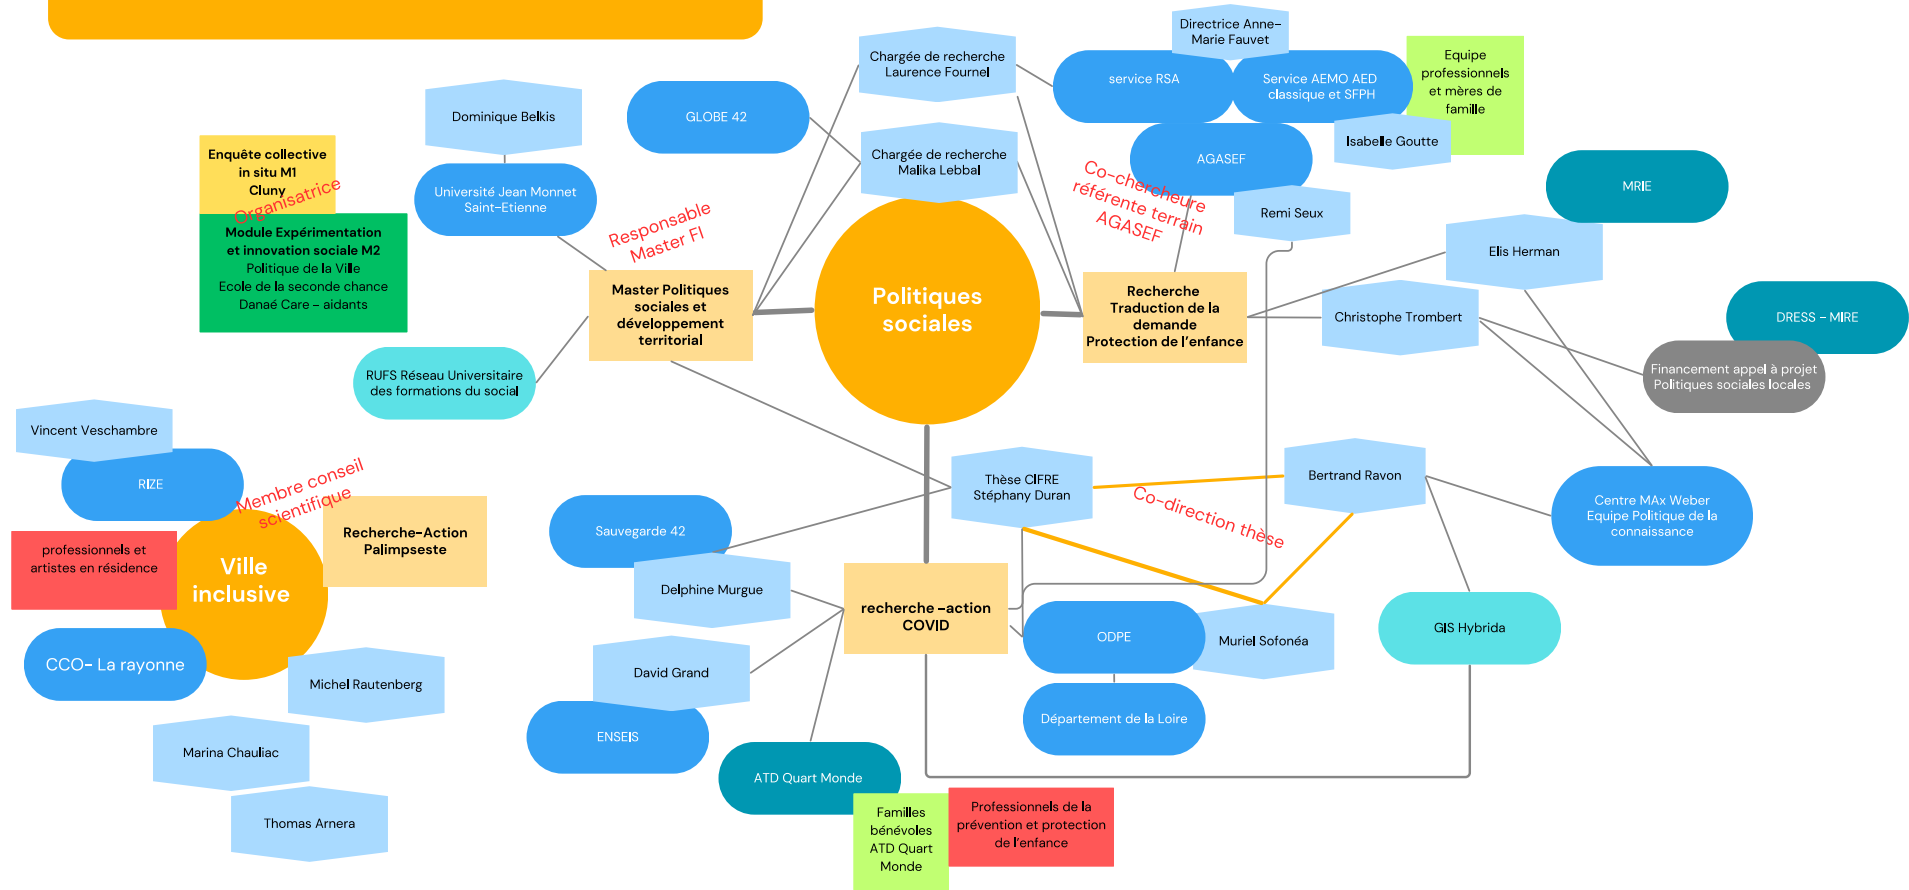 Directrice Anne-
Marie Fauvet
Chargée de recherche
Laurence Fournel
service RSA
Service AEMO AED
classique et SFPH
Equipe
professionnels
et mères de
famille
Dominique Belkis
GLOBE 42
Chargée de recherche
Malika Lebbal
Isabelle Goutte
AGASEF
Enquête collective
in situ M1
Cluny
Organisatrice
Module Expérimentation
et innovation sociale M2
Politique de la Ville
Ecole de la seconde chance
Danaé Care - aidants
Université Jean Monnet
Saint-Etienne
Responsable
Master FI
Co-chercheure
référente terrain
AGASEF
Remi Seux
MRIE
Elis Herman
Master Politiques
sociales et
développement
territorial
Politiques
sociales
Recherche
Traduction de la
demande
Protection de l'enfance
Christophe Trombert
DRESS - MIRE
Financement appel à projet
Politiques sociales locales
RUFS Réseau Universitaire
des formations du social
Vincent Veschambre
RIZE
Membre conseil
scientifique
Recherche-Action
Palimpseste
professionnels et
artistes en résidence
Ville
inclusive
CCO- La rayonne
Michel Rautenberg
Marina Chauliac
Thomas Arnera
Thèse CIFRE
Stéphany Duran
Bertrand Ravon
Co-direction thèse
Centre MAx Weber
Equipe Politique de la
connaissance
Sauvegarde 42
Delphine Murgue
recherche -action
COVID
ODPE
Muriel Sofonéa
GIS Hybrida
David Grand
ENSEIS
Département de la Loire
ATD Quart Monde
Familles
bénévoles
ATD Quart
Monde
Professionnels de la
prévention et protection
de l'enfance